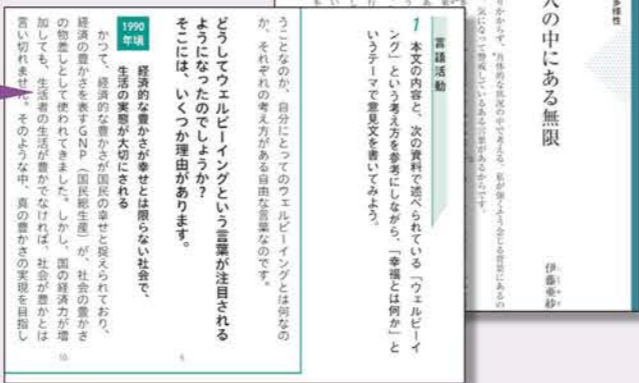 多様性
人の中にある無限
伊藤亜紗
言語活動
1 本文の内容と、次の資料で述べられている「ウェルビーイ
ング」という考え方を参考にしながら、「幸福とは何か」と
いうテーマで意見文を書いてみよう。
うことなのか、自分にとってのウェルビーイングとは何なの
か、それぞれの考え方がある自由な言葉なのです。
どうしてウェルビーイングという言葉が注目される
ようになったのでしょうか?
そこには、いくつか理由があります。
1990
年頃
経済的な豊かさが幸せとは限らない社会で、
生活の実態が大切にされる
かつて、経済的な豊かさが国民の幸せと捉えられており、
経済の豊かさを表すGNP(国民総生産)が、社会の豊かさ
の物差しとして使われてきました。しかし、国の経済力が増
加しても、生活者の生活が豊かでなければ、社会が豊かとは
言い切れません。そのような中、真の豊かさの実現を目指し
5
10